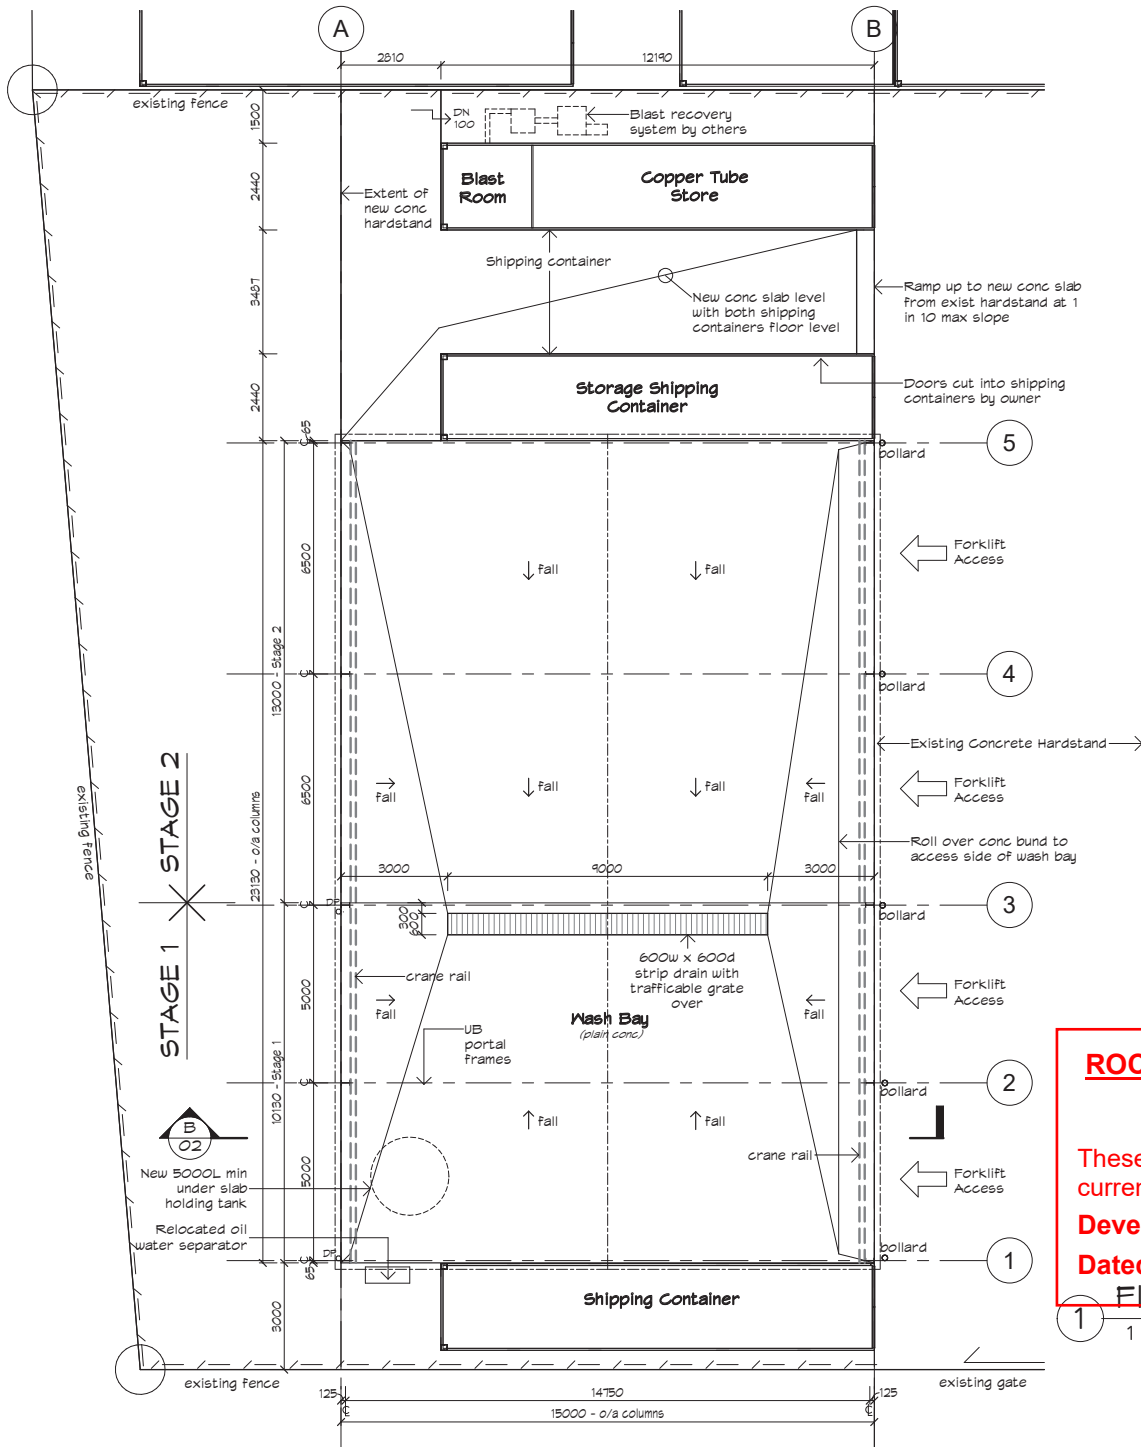 A
B
2810
12190
existing fence
1500
DN
100
Blast recovery
system by others
Blast
Room
Copper Tube
Store
2440
Extent of
new conc
hardstand
Shipping container
3487
New conc slab level
with both shipping
containers floor level
Ramp up to new conc slab
from exist hardstand at 1
in 10 max slope
2440
Storage Shipping
Container
Doors cut into shipping
containers by owner
65
5
bollard
6500
fall
fall
Forklift
Access
13000 - Stage 2
4
bollard
Existing Concrete Hardstand
STAGE 2
existing fence
23130 - o/a columns
6500
fall
fall
fall
fall
Forklift
Access
Roll over conc bund to
access side of wash bay
3000
9000
3000
DP
300
600
3
bollard
STAGE 1
600w x 600d
strip drain with
trafficable grate
over
crane rail
5000
fall
fall
Forklift
Access
Wash Bay
(plain conc)
UB
portal
frames
10130 - Stage 1
2
bollard
B
02
fall
fall
crane rail
New 5000L min
under slab
holding tank
5000
Forklift
Access
Relocated oil
water separator
DP
65
bollard
1
3000
Shipping Container
These
1
1
existing fence
existing gate
125
14750
125
15000 - o/a columns